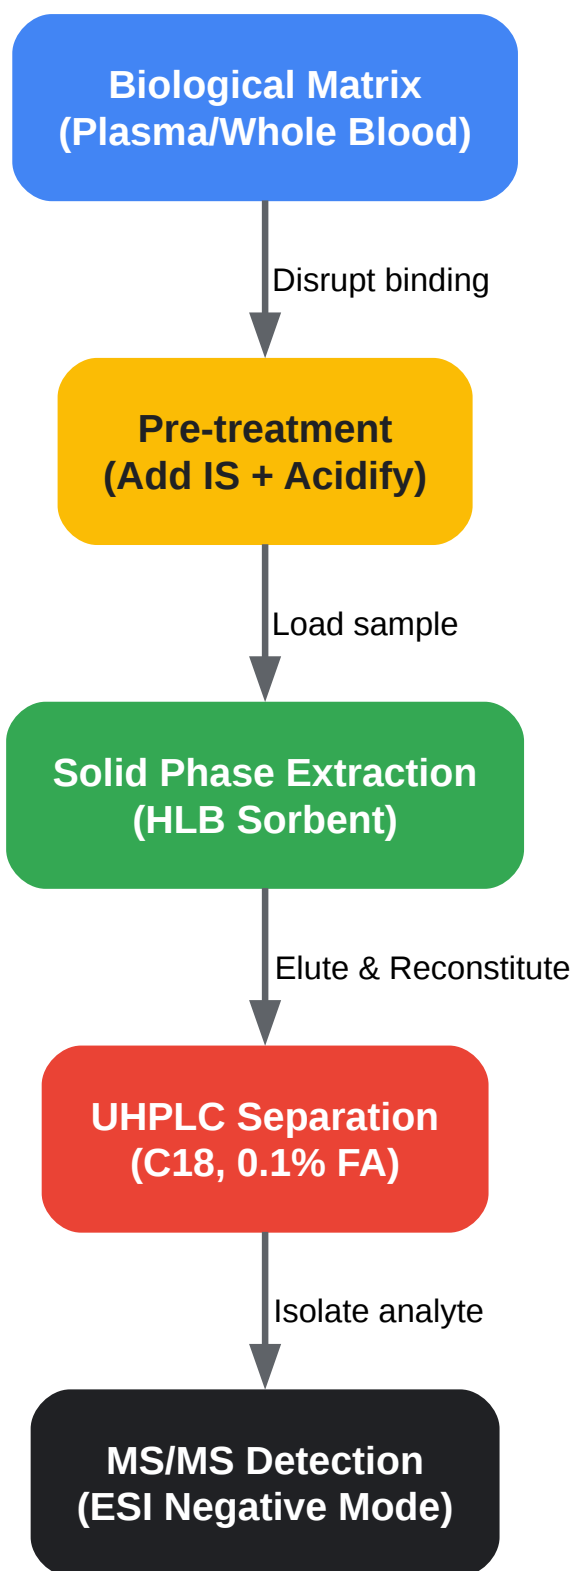 Biological Matrix
(Plasma/Whole Blood)
Disrupt binding
Pre-treatment
(Add IS + Acidify)
Load sample
Solid Phase Extraction
(HLB Sorbent)
Elute & Reconstitute
UHPLC Separation
(C18, 0.1% FA)
Isolate analyte
MS/MS Detection
(ESI Negative Mode)